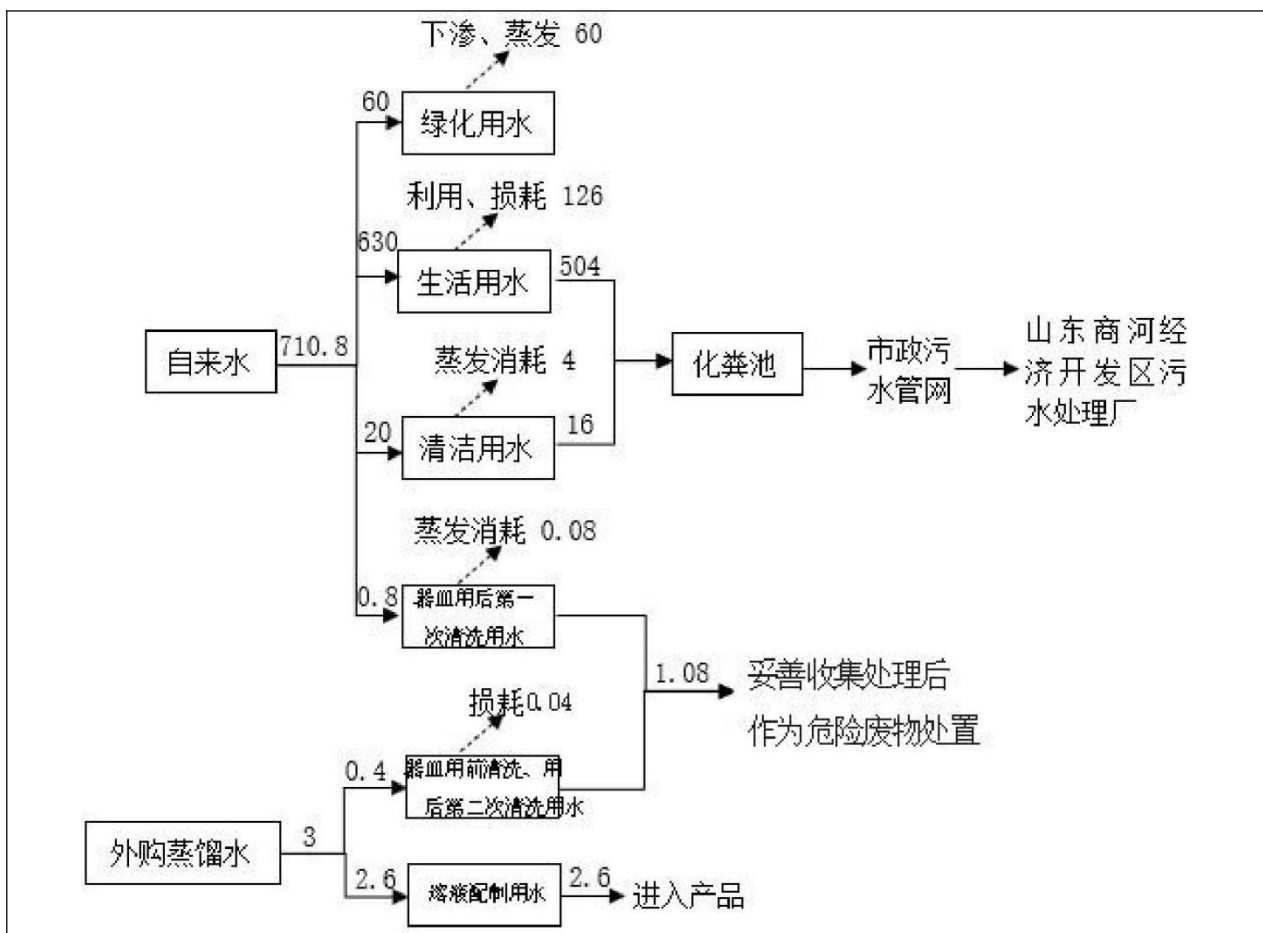 下渗、蒸发 60
60
绿化用水
利用、损耗 126
630
生活用水
504
自来水
710.8
蒸发消耗 4
20
清洁用水
16
化粪池
市政污
水管网
山东商河经
济开发区污
水处理厂
蒸发消耗 0.08
0.8
器皿用后第一
次清洗用水
1.08
妥善收集处理后
作为危险废物处置
损耗0.04
0.4
器皿用前清洗、用
后第二次清洗用水
外购蒸馏水
3
2.6
溶液配制用水
2.6
进入产品